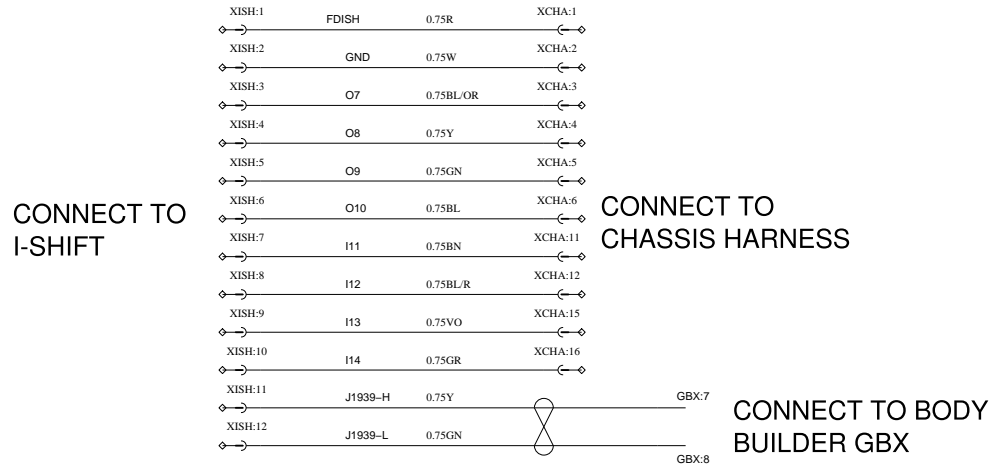 XISH:1 FDISH 0.75R XCHA:1
XISH:2 GND 0.75W XCHA:2
XISH:3 O7 0.75BL/OR XCHA:3
XISH:4 O8 0.75Y XCHA:4
XISH:5 O9 0.75GN XCHA:5
XISH:6 O10 0.75BL XCHA:6
CONNECT TO
I-SHIFT
CONNECT TO
CHASSIS HARNESS
XISH:7 I11 0.75BN XCHA:11
XISH:8 I12 0.75BL/R XCHA:12
XISH:9 I13 0.75VO XCHA:15
XISH:10 I14 0.75GR XCHA:16
XISH:11 J1939−H 0.75Y GBX:7
XISH:12 J1939−L 0.75GN GBX:8
CONNECT TO BODY
BUILDER GBX